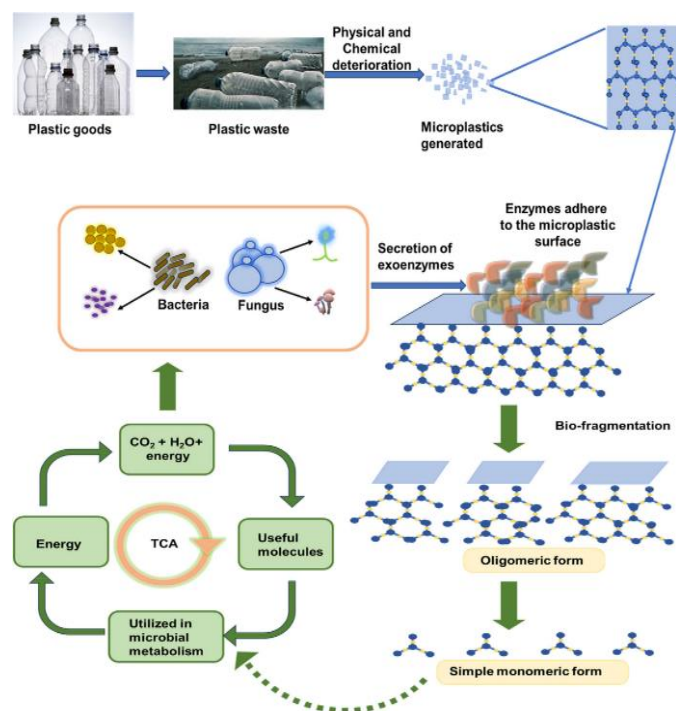 Physical and
Chemical
deterioration
Plastic goods
Plastic waste
Microplastics
generated
Enzymes adhere
to the microplastic
surface
Secretion of
exoenzymes
Bacteria
Fungus
Bio-fragmentation
CO₂ + H₂O+
energy
Energy
TCA
Useful
molecules
Oligomeric form
Utilized in
microbial
metabolism
Simple monomeric form